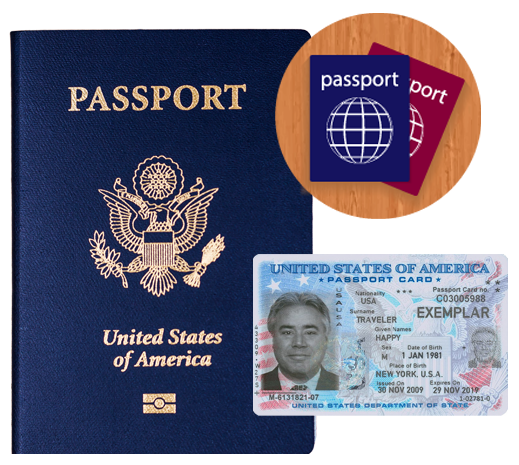 PASSPORT
United States
of America
passport
port
UNITED STATES OF AMERICA
★ PASSPORT CARD ★
Nationality
USA
Passport Card no.
C03005988
Surname
TRAVELER
EXEMPLAR
Given Names
HAPPY
Sex
M
Date of Birth
1 JAN 1981
Place of Birth
NEW YORK, U.S.A.
Issued On
30 NOV 2009
Expires On
29 NOV 2019
M-6131821-07
1-02781-0
UNITED STATES DEPARTMENT OF STATE
USAUSA